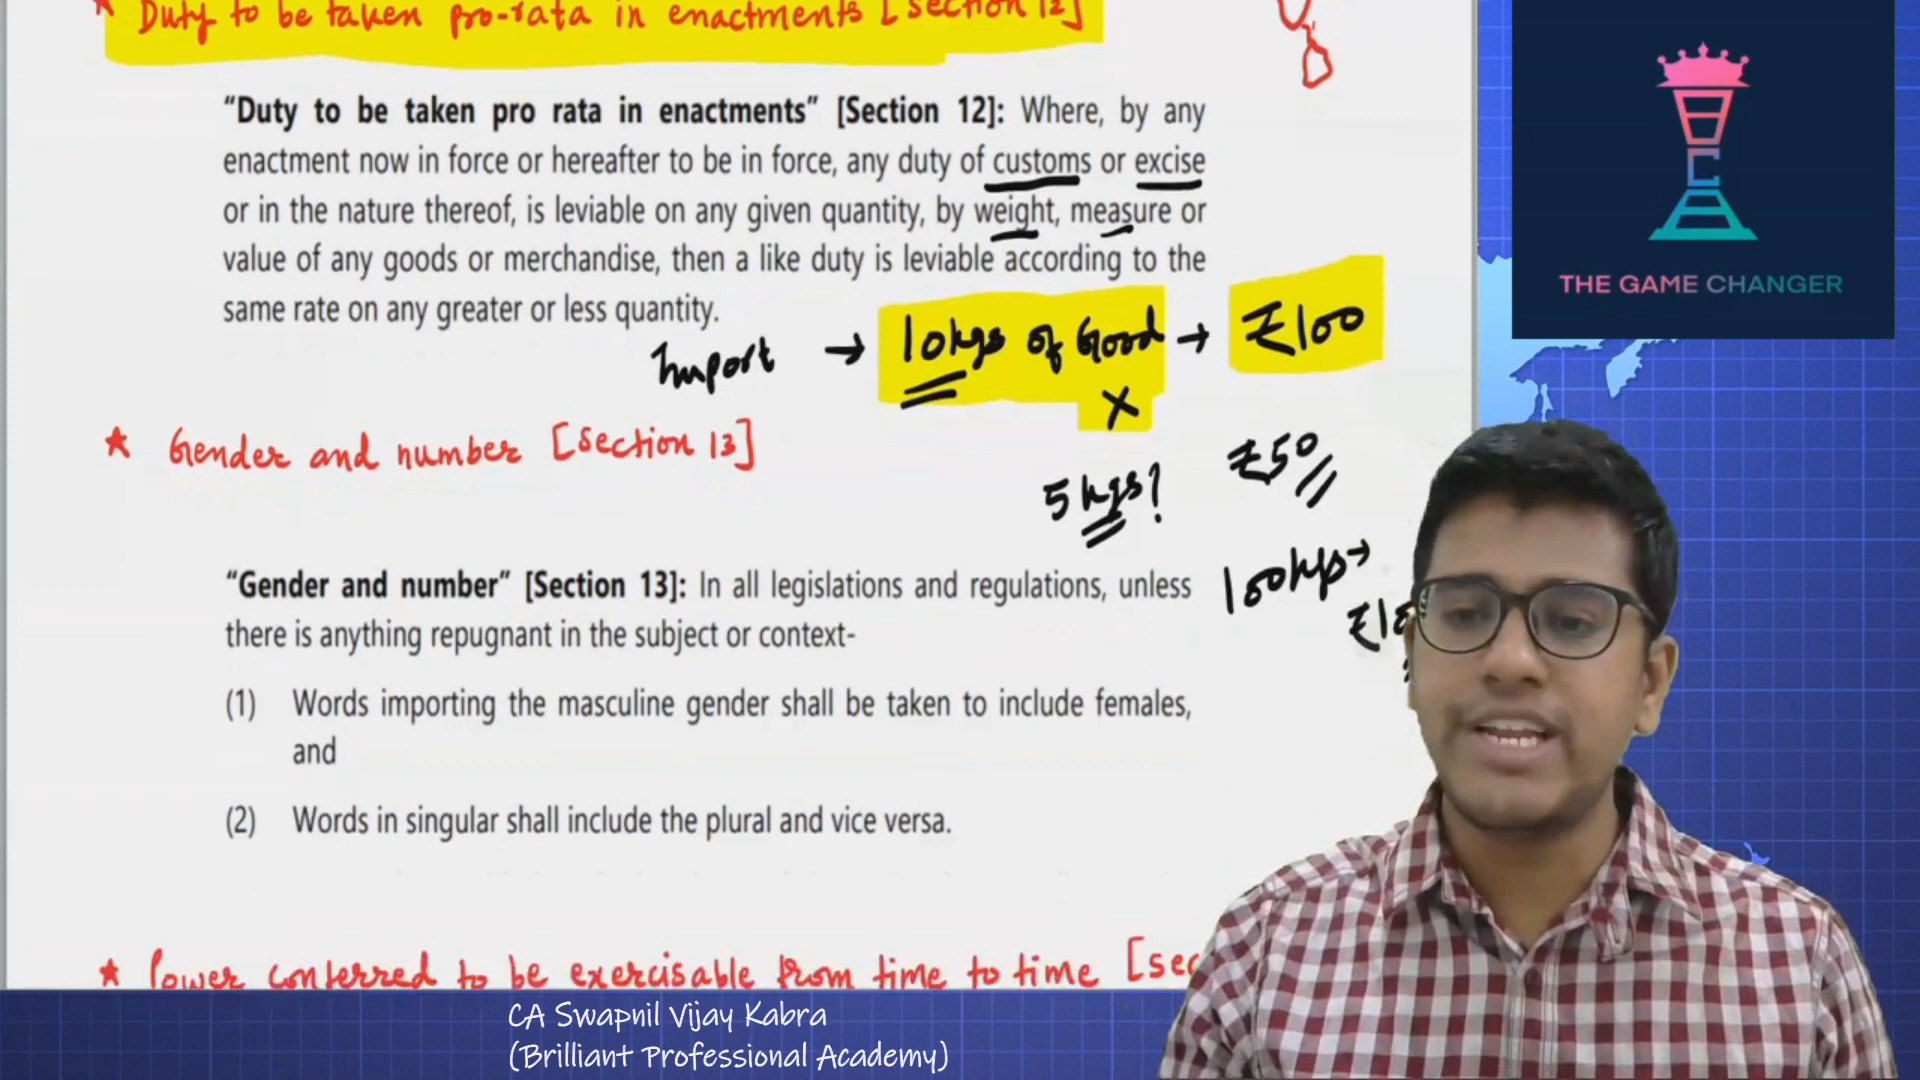 ★ Duty to be taken pro-rata in enactments [Section 12]
“Duty to be taken pro rata in enactments” [Section 12]: Where, by any
enactment now in force or hereafter to be in force, any duty of customs or excise
or in the nature thereof, is leviable on any given quantity, by weight, measure or
value of any goods or merchandise, then a like duty is leviable according to the
same rate on any greater or less quantity.
Import → 10kgs of Good → ₹100
X
★ Gender and number [Section 13]
5 kgs? ₹50
100kgs →
“Gender and number” [Section 13]: In all legislations and regulations, unless
there is anything repugnant in the subject or context-
(1) Words importing the masculine gender shall be taken to include females,
and
(2) Words in singular shall include the plural and vice versa.
★ Power conferred to be exercisable from time to time [sec
THE GAME CHANGER
CA Swapnil Vijay Kabra
(Brilliant Professional Academy)